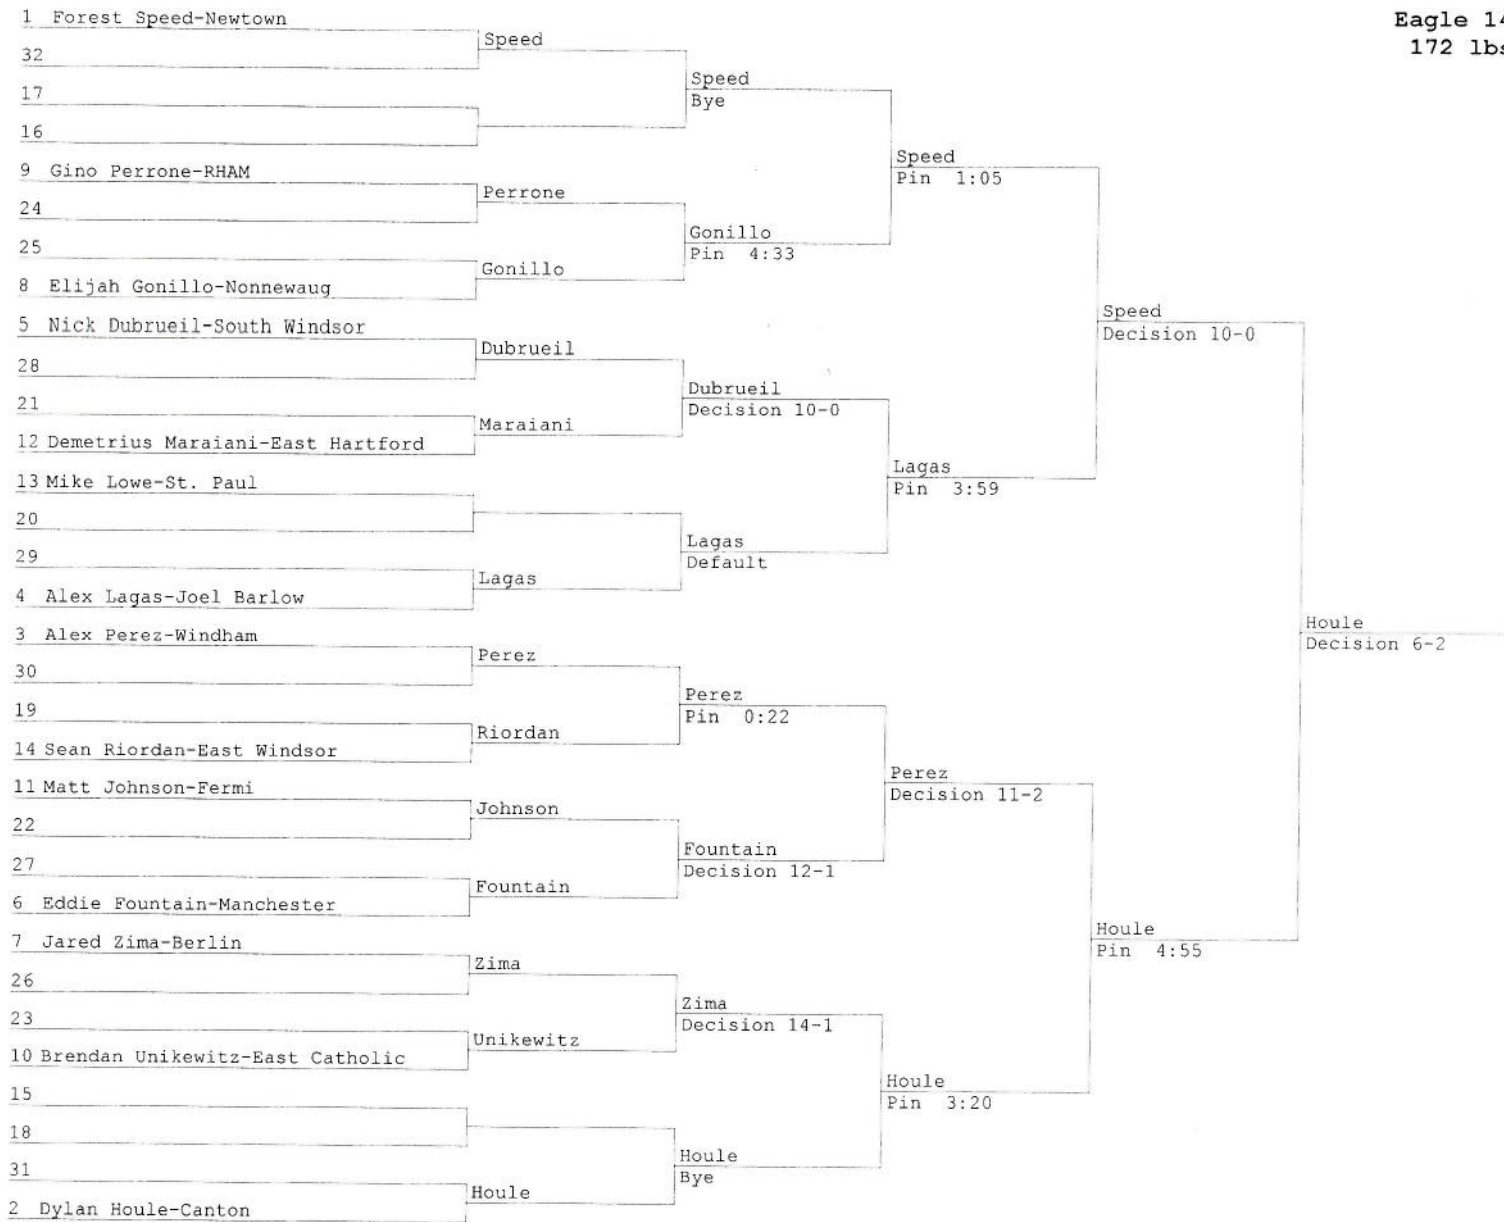 Eagle 14
172 lbs
1 Forest Speed-Newtown
32
17
16
9 Gino Perrone-RHAM
24
25
8 Elijah Gonillo-Nonnewaug
5 Nick Dubrueil-South Windsor
28
21
12 Demetrius Maraiani-East Hartford
13 Mike Lowe-St. Paul
20
29
4 Alex Lagas-Joel Barlow
3 Alex Perez-Windham
30
19
14 Sean Riordan-East Windsor
11 Matt Johnson-Fermi
22
27
6 Eddie Fountain-Manchester
7 Jared Zima-Berlin
26
23
10 Brendan Unikewitz-East Catholic
15
18
31
2 Dylan Houle-Canton
Speed
Perrone
Gonillo
Dubrueil
Maraiani
Lagas
Perez
Riordan
Johnson
Fountain
Zima
Unikewitz
Houle
Speed
Bye
Gonillo
Pin 4:33
Dubrueil
Decision 10-0
Lagas
Default
Perez
Pin 0:22
Fountain
Decision 12-1
Zima
Decision 14-1
Houle
Bye
Speed
Pin 1:05
Lagas
Pin 3:59
Perez
Decision 11-2
Houle
Pin 3:20
Speed
Decision 10-0
Houle
Pin 4:55
Houle
Decision 6-2